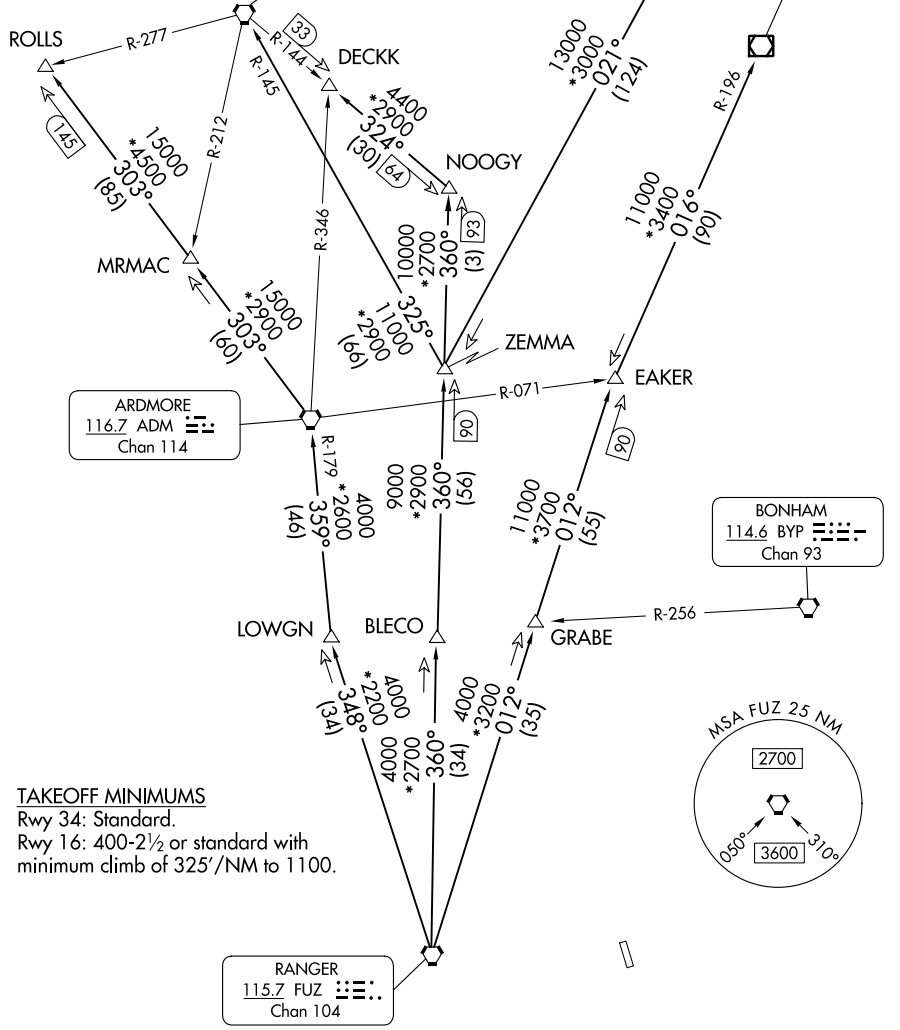 ROLLS
R-277
33
R-144
DECKK
R-145
13000
*3000
021°
(124)
R-196
145
15000
*4500
303°
(85)
R-212
4400
*2900
324°
(30)
64
NOOGY
R-346
93
11000
*3400
016°
(90)
MRMAC
10000
*2700
360°
(3)
15000
*2900
303°
(60)
325°
11000
*2900
(66)
ZEMMA
EAKER
R-071
ARDMORE
116.7 ADM
Chan 114
90
90
R-179
4000
*2600
359°
(46)
9000
*2900
360°
(56)
11000
*3700
012°
(55)
BONHAM
114.6 BYP
Chan 93
R-256
LOWGN
BLECO
GRABE
4000
*2200
348°
(34)
4000
*2700
360°
(34)
4000
*3200
012°
(35)
MSA FUZ 25 NM
2700
050°
310°
3600
TAKEOFF MINIMUMS
Rwy 34: Standard.
Rwy 16: 400-2½ or standard with
minimum climb of 325'/NM to 1100.
RANGER
115.7 FUZ
Chan 104